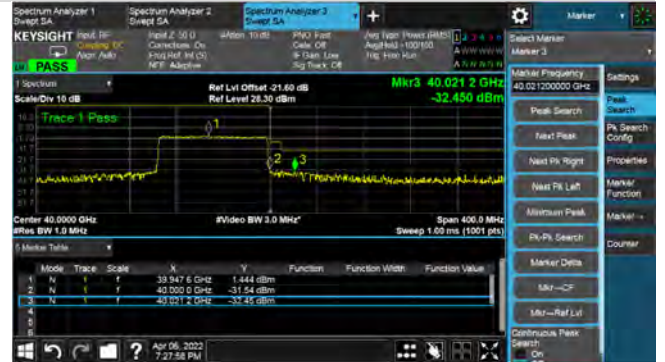 Spectrum Analyzer 1
Swept SA
Spectrum Analyzer 2
Swept SA
Spectrum Analyzer 3
Swept SA
+
Marker
KEYSIGHT
Input: RF
Coupling: DC
Align: Auto
Input Z: 50 Ω
Corrections: On
Freq Ref: Int (S)
NFE: Adaptive
#Atten: 10 dB
PNO: Fast
Gate: Off
IF Gain: Low
Sig Track: Off
Avg Type: Power (RMS)
Avg|Hold: >100/100
Trig: Free Run
PASS
Select Marker
Marker 3
1 Spectrum
Scale/Div 10 dB
Ref Lvl Offset -21.60 dB
Ref Level 28.30 dBm
Mkr3 40.021 2 GHz
-32.450 dBm
Trace 1 Pass
1
2
3
Center 40.0000 GHz
#Res BW 1.0 MHz
#Video BW 3.0 MHz*
Span 400.0 MHz
Sweep 1.00 ms (1001 pts)
5 Marker Table
Mode Trace Scale X Y Function Function Width Function Value
1 N 1 f 39.947 6 GHz 1.444 dBm
2 N 1 f 40.000 0 GHz -31.54 dBm
3 N 1 f 40.021 2 GHz -32.45 dBm
4
5
6
Marker Frequency
40.021200000 GHz
Peak Search
Next Peak
Next Pk Right
Next Pk Left
Minimum Peak
Pk-Pk Search
Marker Delta
Mkr→CF
Mkr→Ref Lvl
Continuous Peak
Search
On
Settings
Peak
Search
Pk Search
Config
Properties
Marker
Function
Marker→
Counter
Apr 06, 2022
7:27:58 PM